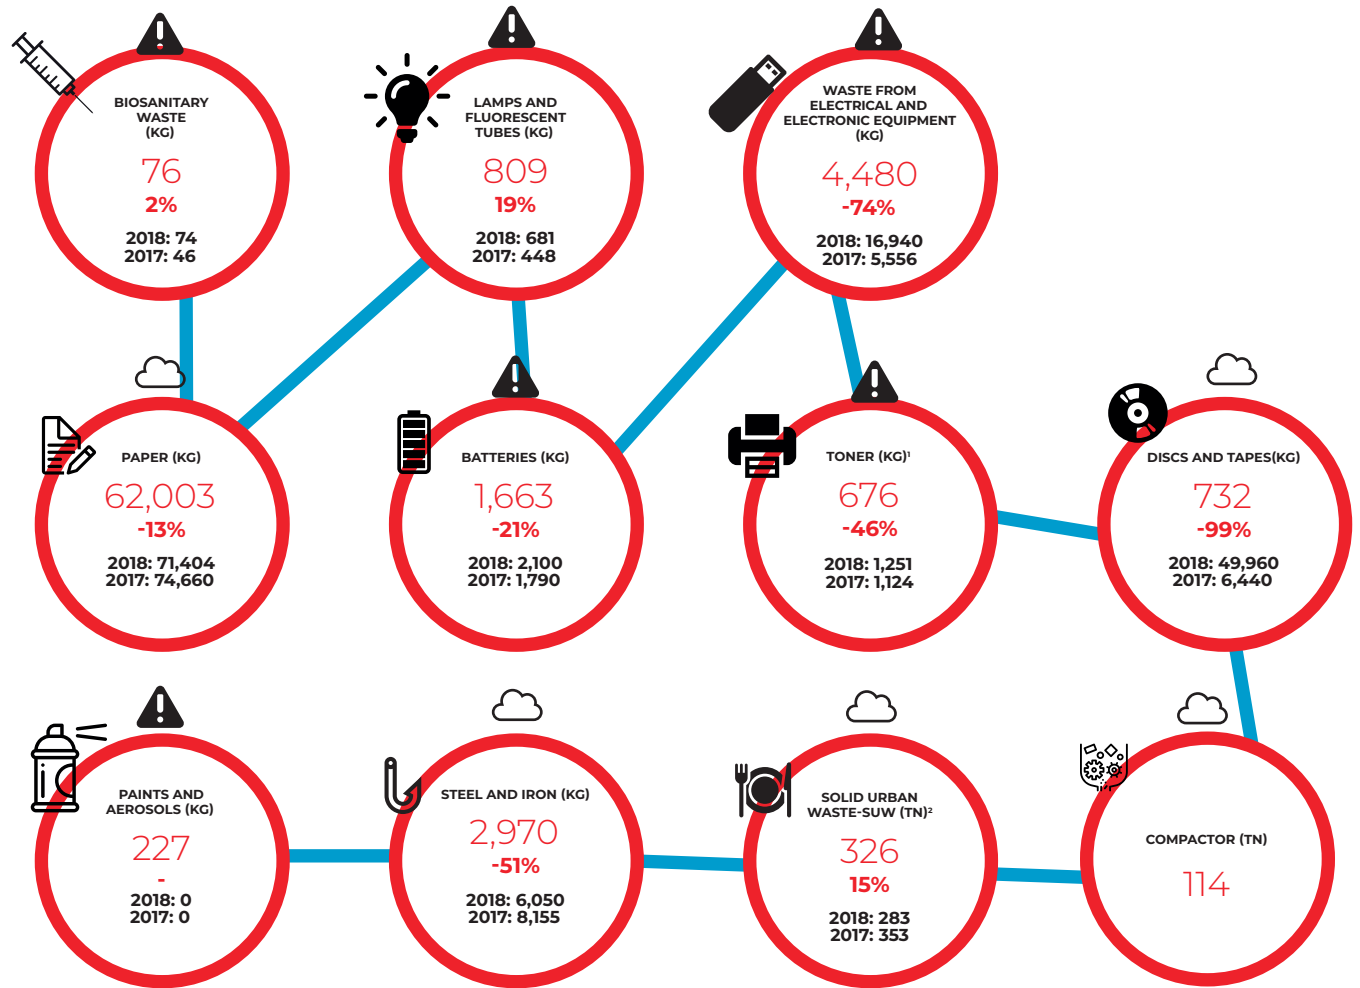 BIOSANITARY
WASTE
(KG)
76
2%
2018: 74
2017: 46
LAMPS AND
FLUORESCENT
TUBES (KG)
809
19%
2018: 681
2017: 448
WASTE FROM
ELECTRICAL AND
ELECTRONIC EQUIPMENT
(KG)
4,480
-74%
2018: 16,940
2017: 5,556
PAPER (KG)
62,003
-13%
2018: 71,404
2017: 74,660
BATTERIES (KG)
1,663
-21%
2018: 2,100
2017: 1,790
TONER (KG)¹
676
-46%
2018: 1,251
2017: 1,124
DISCS AND TAPES(KG)
732
-99%
2018: 49,960
2017: 6,440
PAINTS AND
AEROSOLS (KG)
227
-
2018: 0
2017: 0
STEEL AND IRON (KG)
2,970
-51%
2018: 6,050
2017: 8,155
SOLID URBAN
WASTE-SUW (TN)²
326
15%
2018: 283
2017: 353
COMPACTOR (TN)
114